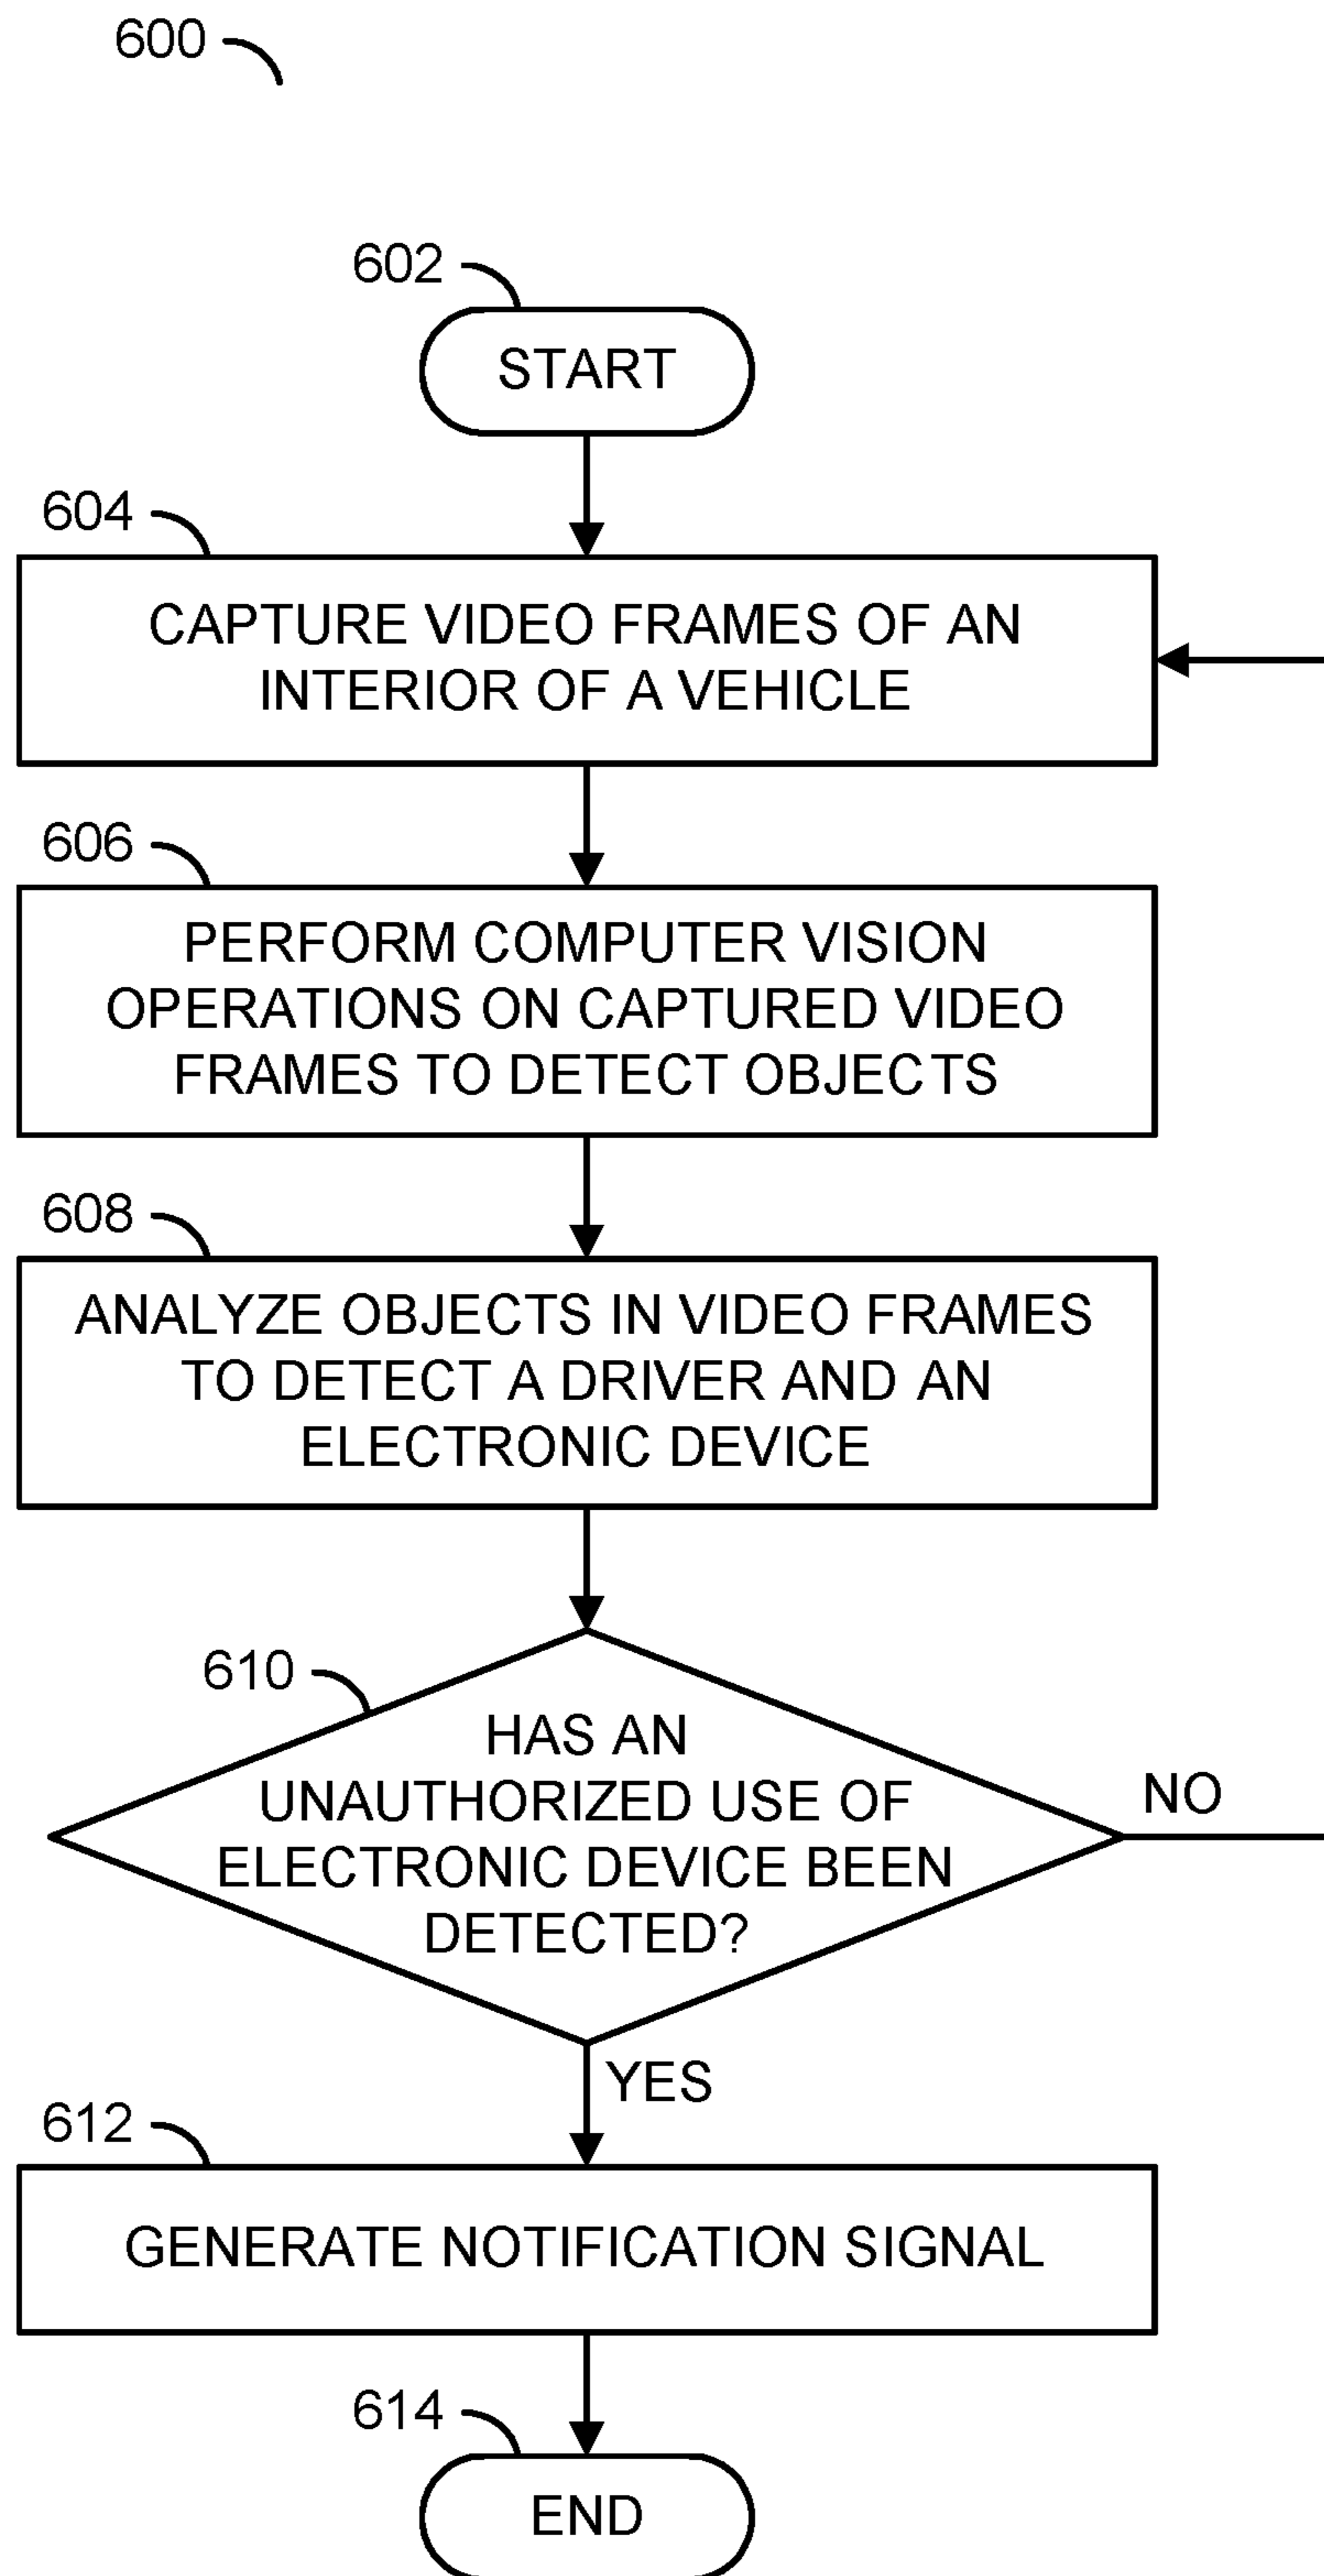 600
602
START
604
CAPTURE VIDEO FRAMES OF AN
INTERIOR OF A VEHICLE
606
PERFORM COMPUTER VISION
OPERATIONS ON CAPTURED VIDEO
FRAMES TO DETECT OBJECTS
608
ANALYZE OBJECTS IN VIDEO FRAMES
TO DETECT A DRIVER AND AN
ELECTRONIC DEVICE
610
HAS AN
UNAUTHORIZED USE OF
ELECTRONIC DEVICE BEEN
DETECTED?
NO
YES
612
GENERATE NOTIFICATION SIGNAL
614
END